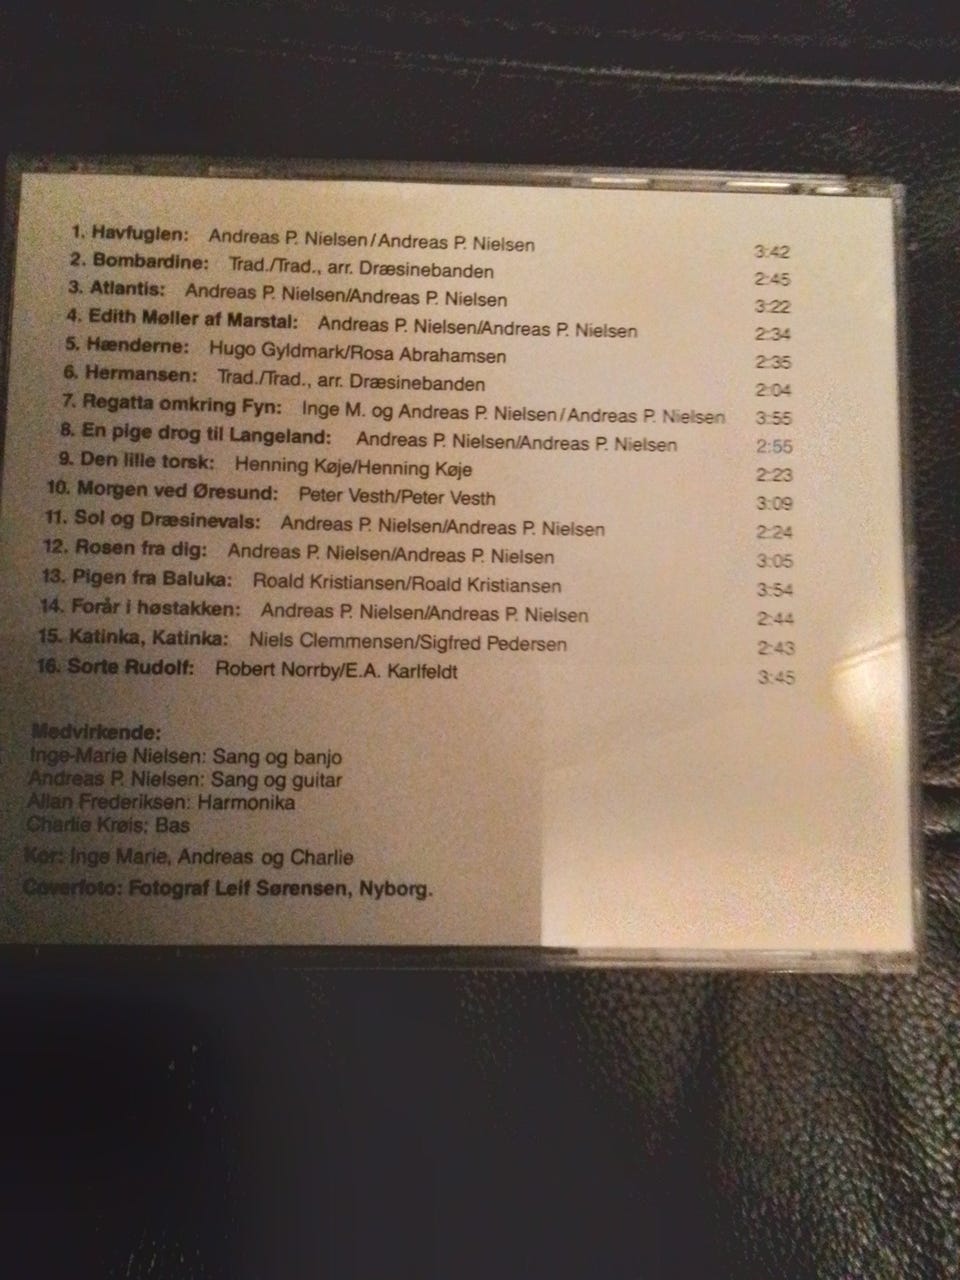 1. Havfuglen: Andreas P. Nielsen/Andreas P. Nielsen 3:42
2. Bombardine: Trad./Trad., arr. Dræsinebanden 2:45
3. Atlantis: Andreas P. Nielsen/Andreas P. Nielsen 3:22
4. Edith Møller af Marstal: Andreas P. Nielsen/Andreas P. Nielsen 2:34
5. Hænderne: Hugo Gyldmark/Rosa Abrahamsen 2:35
6. Hermansen: Trad./Trad., arr. Dræsinebanden 2:04
7. Regatta omkring Fyn: Inge M. og Andreas P. Nielsen/Andreas P. Nielsen 3:55
8. En pige drog til Langeland: Andreas P. Nielsen/Andreas P. Nielsen 2:55
9. Den lille torsk: Henning Køje/Henning Køje 2:23
10. Morgen ved Øresund: Peter Vesth/Peter Vesth 3:09
11. Sol og Dræsinevals: Andreas P. Nielsen/Andreas P. Nielsen 2:24
12. Rosen fra dig: Andreas P. Nielsen/Andreas P. Nielsen 3:05
13. Pigen fra Baluka: Roald Kristiansen/Roald Kristiansen 3:54
14. Forår i høstakken: Andreas P. Nielsen/Andreas P. Nielsen 2:44
15. Katinka, Katinka: Niels Clemmensen/Sigfred Pedersen 2:43
16. Sorte Rudolf: Robert Norrby/E.A. Karlfeldt 3:45
Medvirkende:
Inge-Marie Nielsen: Sang og banjo
Andreas P. Nielsen: Sang og guitar
Allan Frederiksen: Harmonika
Charlie Krøis: Bas
Kor: Inge Marie, Andreas og Charlie
Coverfoto: Fotograf Leif Sørensen, Nyborg.